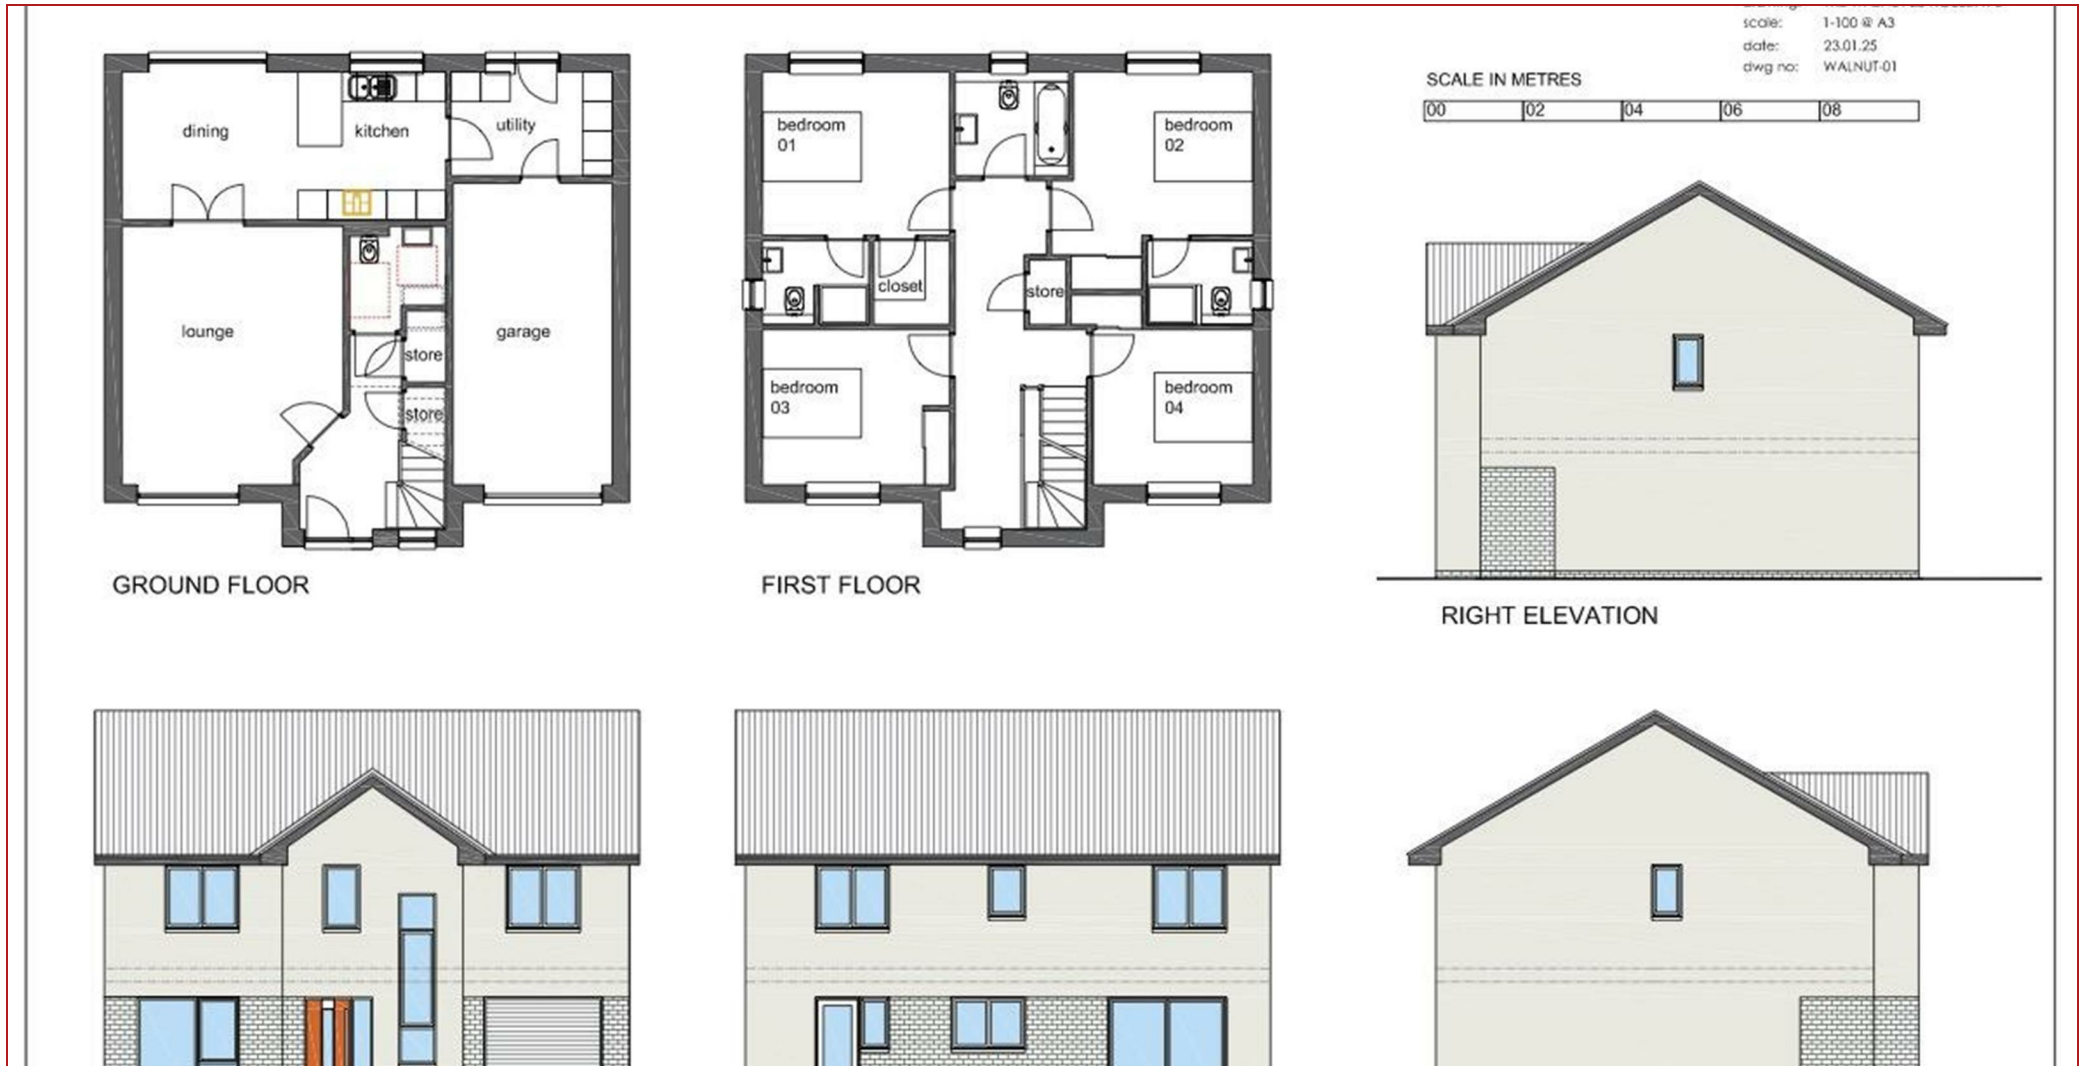 scale: 1-100 @ A3
date: 23.01.25
dwg no: WALNUT-01
SCALE IN METRES
00 02 04 06 08
dining
kitchen
utility
lounge
store
store
garage
GROUND FLOOR
bedroom
01
bedroom
02
closet
store
bedroom
03
bedroom
04
FIRST FLOOR
RIGHT ELEVATION